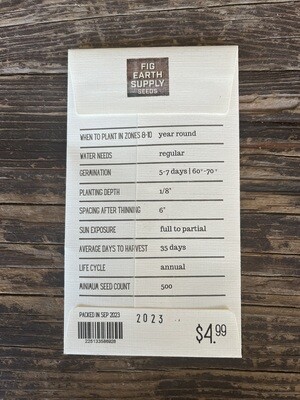 FIG
EARTH
SUPPLY
SEEDS
WHEN TO PLANT IN ZONES 8-10 year round
WATER NEEDS regular
GERMINATION 5-7 days | 60°-70°
PLANTING DEPTH 1/8"
SPACING AFTER THINNING 6"
SUN EXPOSURE full to partial
AVERAGE DAYS TO HARVEST 35 days
LIFE CYCLE annual
MINIMUM SEED COUNT 500
PACKED IN SEP 2023 2023
$4.99